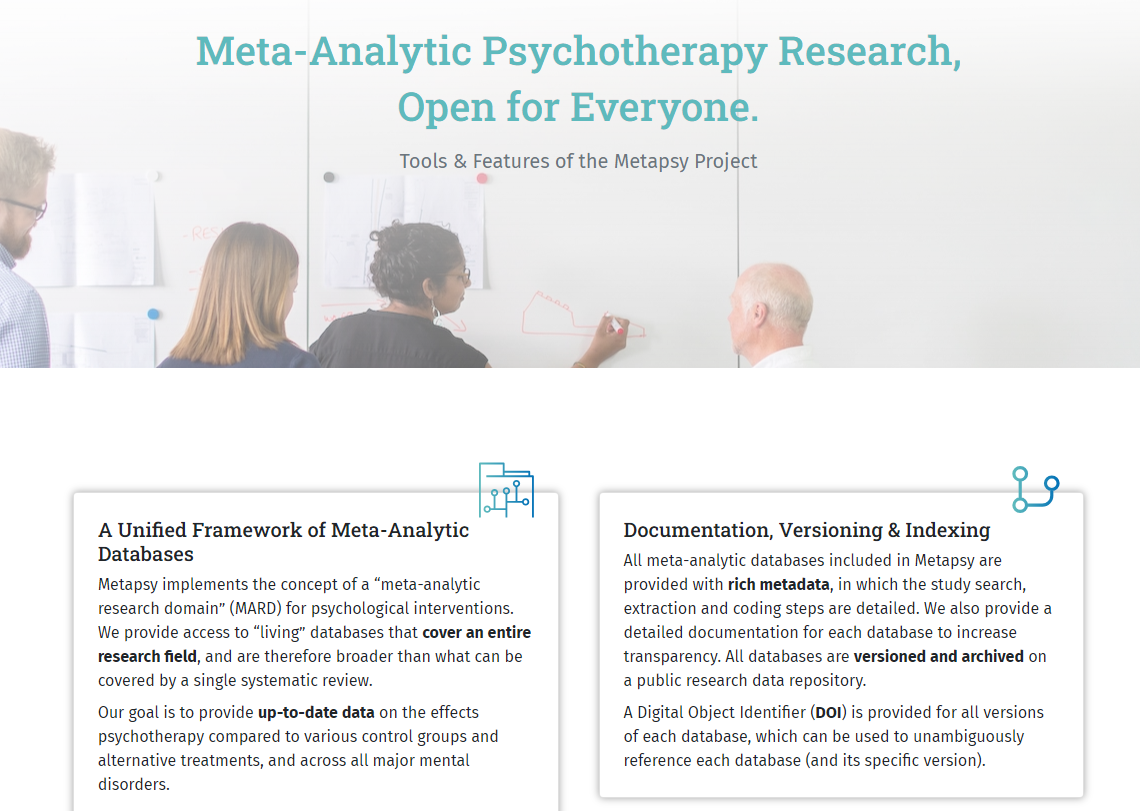 Meta-Analytic Psychotherapy Research,
Open for Everyone.
Tools & Features of the Metapsy Project
-RES
A Unified Framework of Meta-Analytic
Databases
Metapsy implements the concept of a “meta-analytic
research domain” (MARD) for psychological interventions.
We provide access to “living” databases that cover an entire
research field, and are therefore broader than what can be
covered by a single systematic review.
Our goal is to provide up-to-date data on the effects
psychotherapy compared to various control groups and
alternative treatments, and across all major mental
disorders.
Documentation, Versioning & Indexing
All meta-analytic databases included in Metapsy are
provided with rich metadata, in which the study search,
extraction and coding steps are detailed. We also provide a
detailed documentation for each database to increase
transparency. All databases are versioned and archived on
a public research data repository.
A Digital Object Identifier (DOI) is provided for all versions
of each database, which can be used to unambiguously
reference each database (and its specific version).